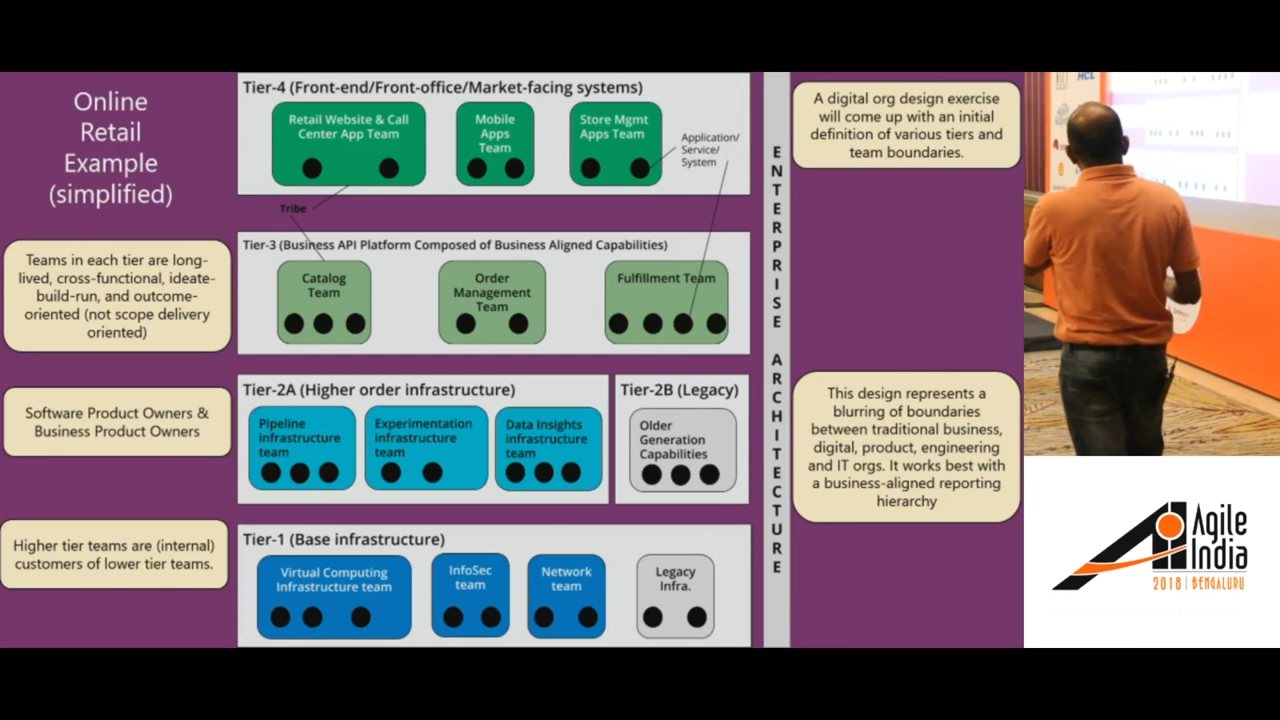 Online
Retail
Example
(simplified)
Teams in each tier are long-
lived, cross-functional, ideate-
build-run, and outcome-
oriented (not scope delivery
oriented)
Software Product Owners &
Business Product Owners
Higher tier teams are (internal)
customers of lower tier teams.
Tier-4 (Front-end/Front-office/Market-facing systems)
Retail Website & Call
Center App Team
Mobile
Apps
Team
Store Mgmt
Apps Team
Application/
Service/
System
Tribe
Tier-3 (Business API Platform Composed of Business Aligned Capabilities)
Catalog
Team
Order
Management
Team
Fulfillment Team
Tier-2A (Higher order infrastructure)
Pipeline
infrastructure
team
Experimentation
infrastructure
team
Data Insights
infrastructure
team
Tier-2B (Legacy)
Older
Generation
Capabilities
Tier-1 (Base infrastructure)
Virtual Computing
Infrastructure team
InfoSec
team
Network
team
Legacy
Infra.
ENTERPRISE ARCHITECTURE
A digital org design exercise
will come up with an initial
definition of various tiers and
team boundaries.
This design represents a
blurring of boundaries
between traditional business,
digital, product, engineering
and IT orgs. It works best with
a business-aligned reporting
hierarchy
HCL
Agile
India
2018 | BENGALURU